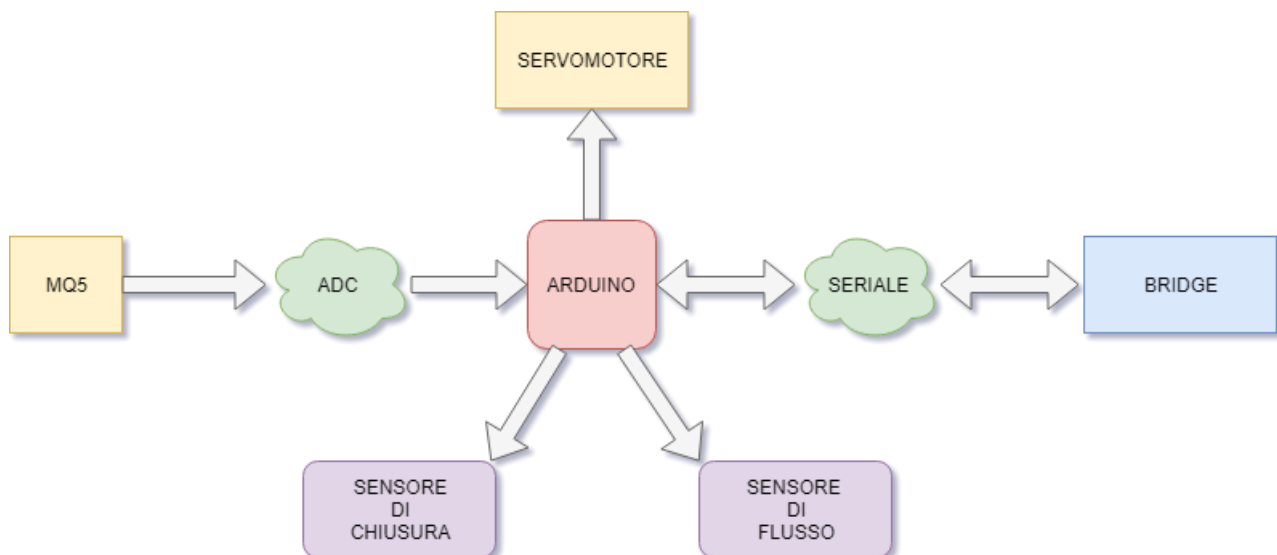 SERVOMOTORE
MQ5
ADC
ARDUINO
SERIALE
BRIDGE
SENSORE
DI
CHIUSURA
SENSORE
DI
FLUSSO